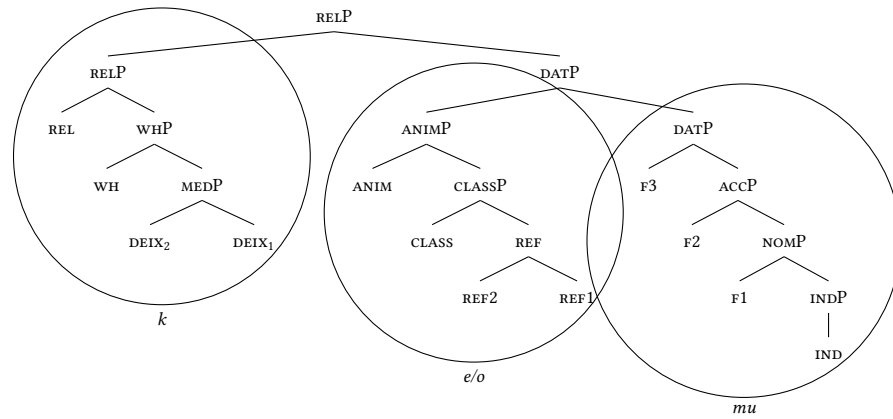 RELP
RELP DATP
REL WHP ANIMP DATP
WH MEDP ANIM CLASSP F3 ACCP
DEIX₂ DEIX₁ CLASS REF F2 NOMP
REF2 REF1 F1 INDP
k
IND
e/o
mu